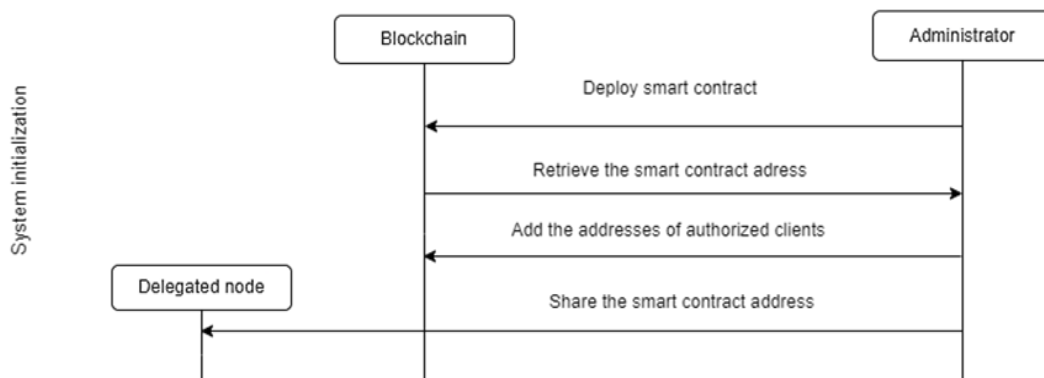 Blockchain
Administrator
Deploy smart contract
Retrieve the smart contract adress
Add the addresses of authorized clients
Delegated node
Share the smart contract address
System initialization